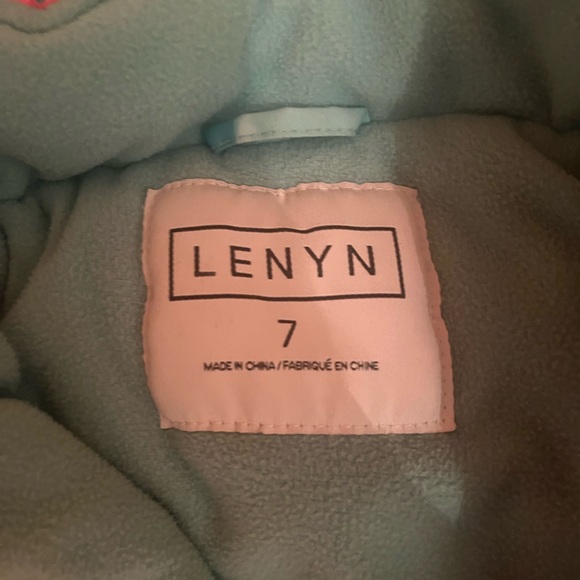 LENYN
7
MADE IN CHINA / FABRIQUÉ EN CHINE